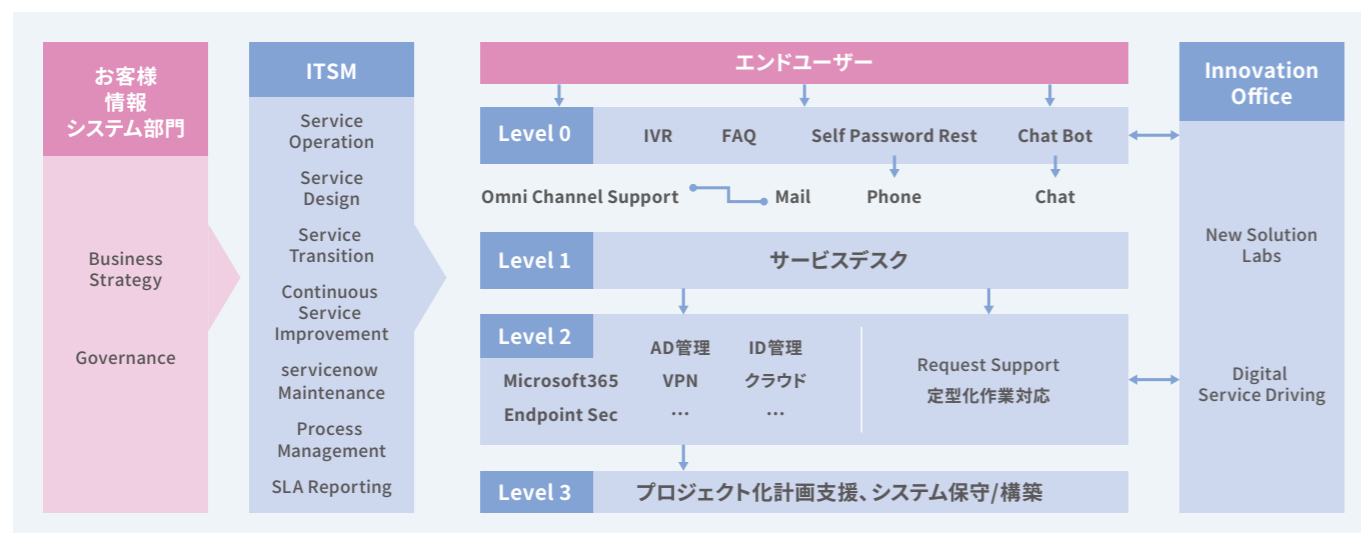 お客様
情報
システム部門
Business
Strategy
Governance
ITSM
Service
Operation
Service
Design
Service
Transition
Continuous
Service
Improvement
servicenow
Maintenance
Process
Management
SLA Reporting
エンドユーザー
Level 0
IVR FAQ Self Password Rest Chat Bot
Omni Channel Support Mail Phone Chat
Level 1
サービスデスク
Level 2
AD管理 ID管理
Microsoft365 VPN クラウド
Endpoint Sec … …
Request Support
定型化作業対応
Level 3
プロジェクト化計画支援、システム保守/構築
Innovation
Office
New Solution
Labs
Digital
Service Driving